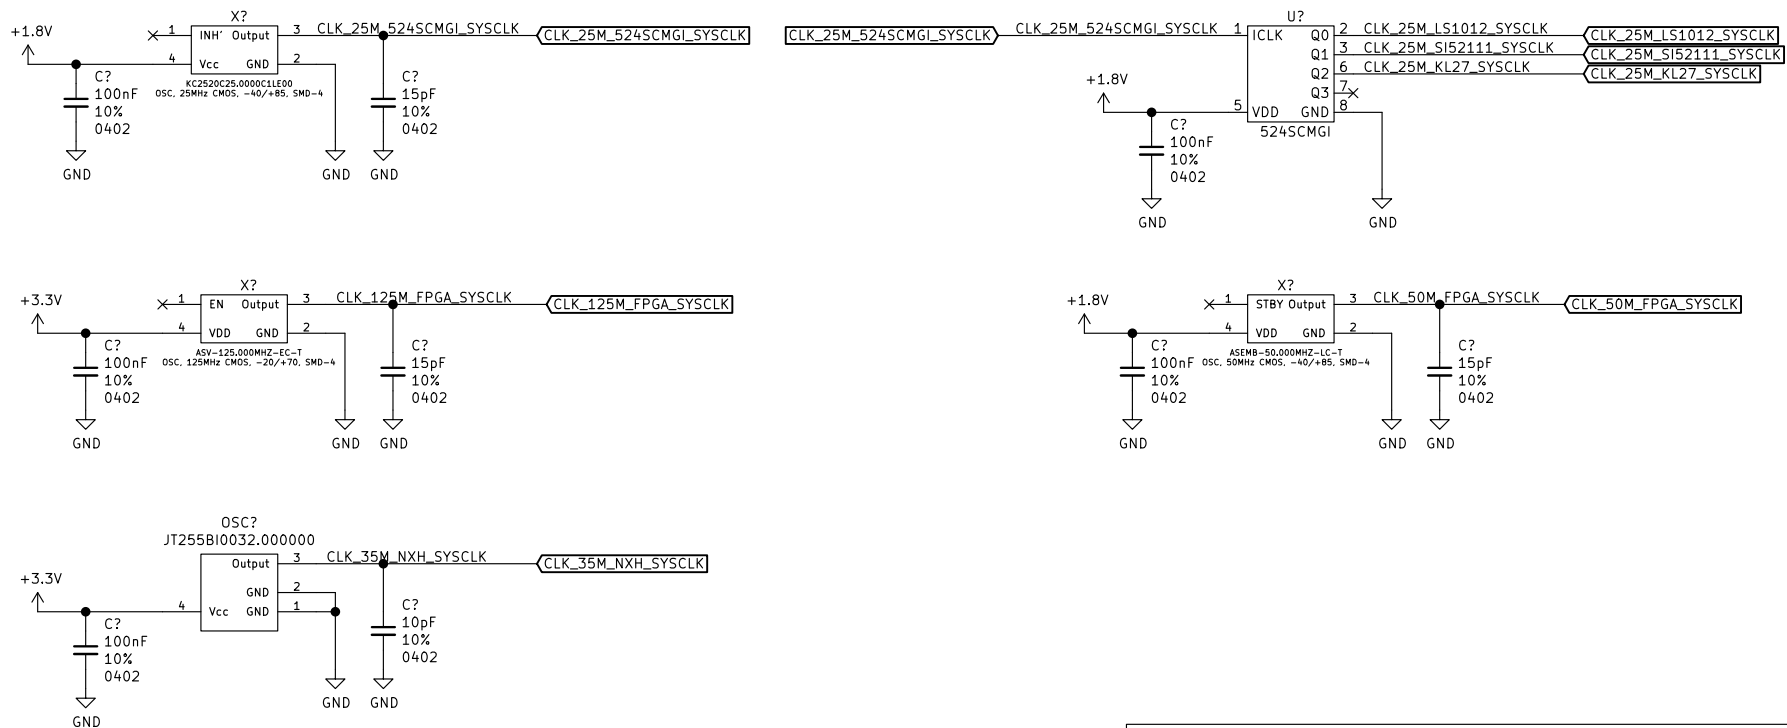 X?
+1.8V
1 INH' Output 3 CLK_25M_524SCMGI_SYSCLK CLK_25M_524SCMGI_SYSCLK
4 Vcc GND 2
KC2520C25.0000C1LE00
OSC, 25MHz CMOS, -40/+85, SMD-4
C?
100nF
10%
0402
GND
GND
C?
15pF
10%
0402
GND
U?
CLK_25M_524SCMGI_SYSCLK CLK_25M_524SCMGI_SYSCLK 1 ICLK Q0 2 CLK_25M_LS1012_SYSCLK CLK_25M_LS1012_SYSCLK
Q1 3 CLK_25M_SI52111_SYSCLK CLK_25M_SI52111_SYSCLK
Q2 6 CLK_25M_KL27_SYSCLK CLK_25M_KL27_SYSCLK
+1.8V
Q3 7
5 VDD GND 8
524SCMGI
C?
100nF
10%
0402
GND
GND
X?
+3.3V
1 EN Output 3 CLK_125M_FPGA_SYSCLK CLK_125M_FPGA_SYSCLK
4 VDD GND 2
ASV-125.000MHZ-EC-T
OSC, 125MHz CMOS, -20/+70, SMD-4
C?
100nF
10%
0402
GND
GND
C?
15pF
10%
0402
GND
X?
+1.8V
1 STBY Output 3 CLK_50M_FPGA_SYSCLK CLK_50M_FPGA_SYSCLK
4 VDD GND 2
ASEMB-50.000MHZ-LC-T
OSC, 50MHz CMOS, -40/+85, SMD-4
C?
100nF
10%
0402
GND
GND
C?
15pF
10%
0402
GND
OSC?
JT255BI0032.000000
Output 3 CLK_35M_NXH_SYSCLK CLK_35M_NXH_SYSCLK
+3.3V
GND 2
4 Vcc GND 1
C?
100nF
10%
0402
GND
GND
C?
10pF
10%
0402
GND